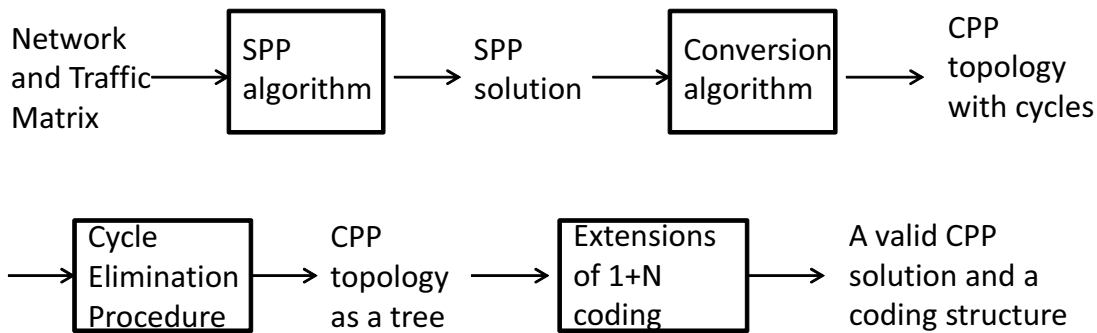 Network
and Traffic
Matrix
SPP
algorithm
SPP
solution
Conversion
algorithm
CPP
topology
with cycles
Cycle
Elimination
Procedure
CPP
topology
as a tree
Extensions
of 1+N
coding
A valid CPP
solution and a
coding structure